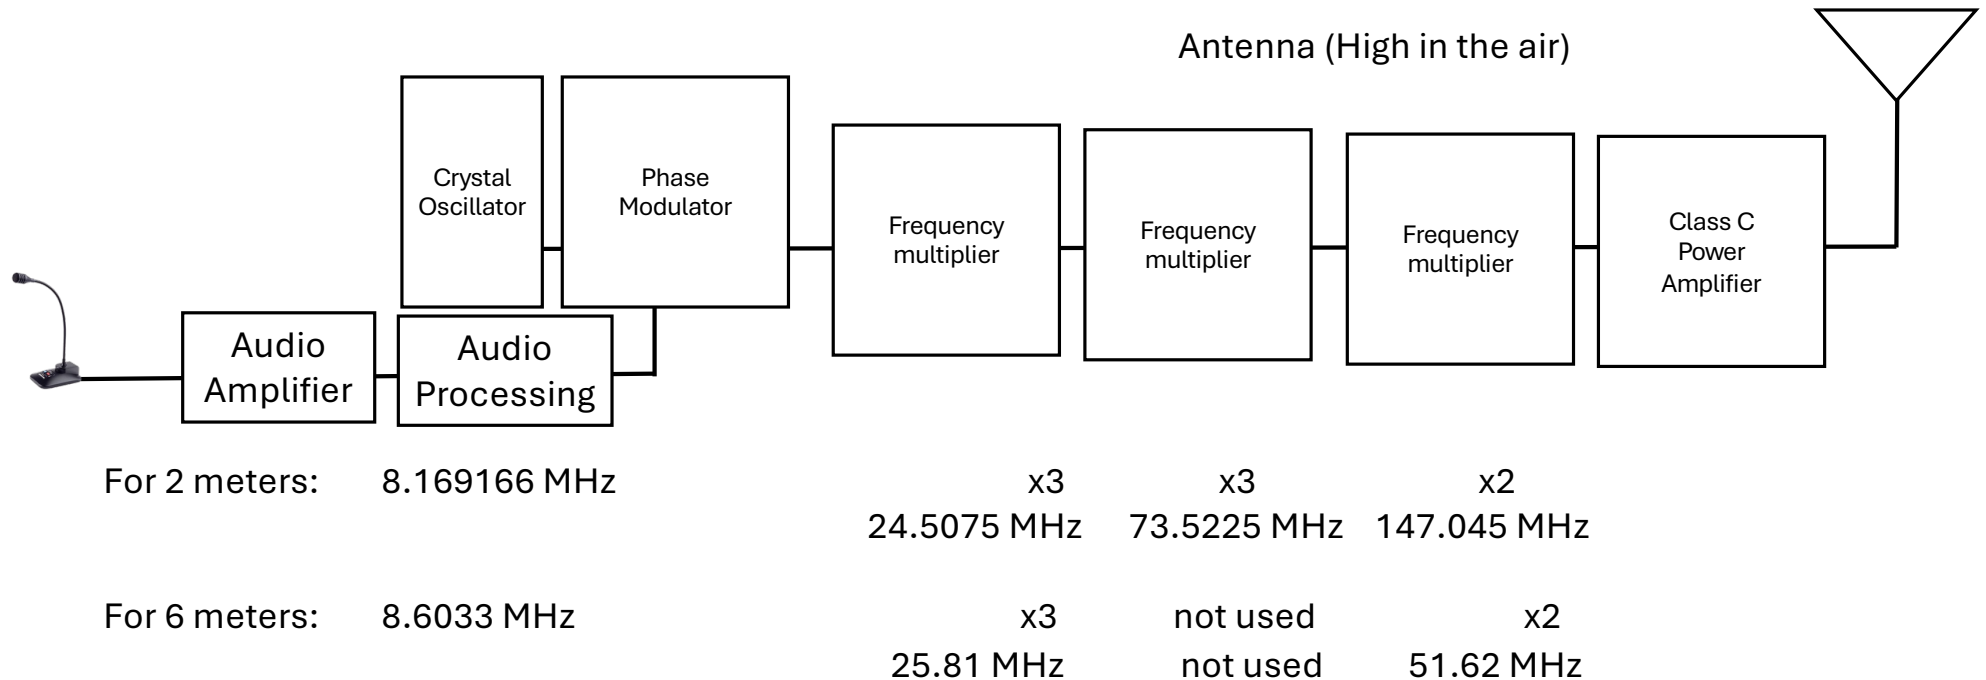 Antenna (High in the air)
Crystal
Oscillator
Phase
Modulator
Frequency
multiplier
Frequency
multiplier
Frequency
multiplier
Class C
Power
Amplifier
Audio
Amplifier
Audio
Processing
For 2 meters: 8.169166 MHz x3 x3 x2
24.5075 MHz 73.5225 MHz 147.045 MHz
For 6 meters: 8.6033 MHz x3 not used x2
25.81 MHz not used 51.62 MHz